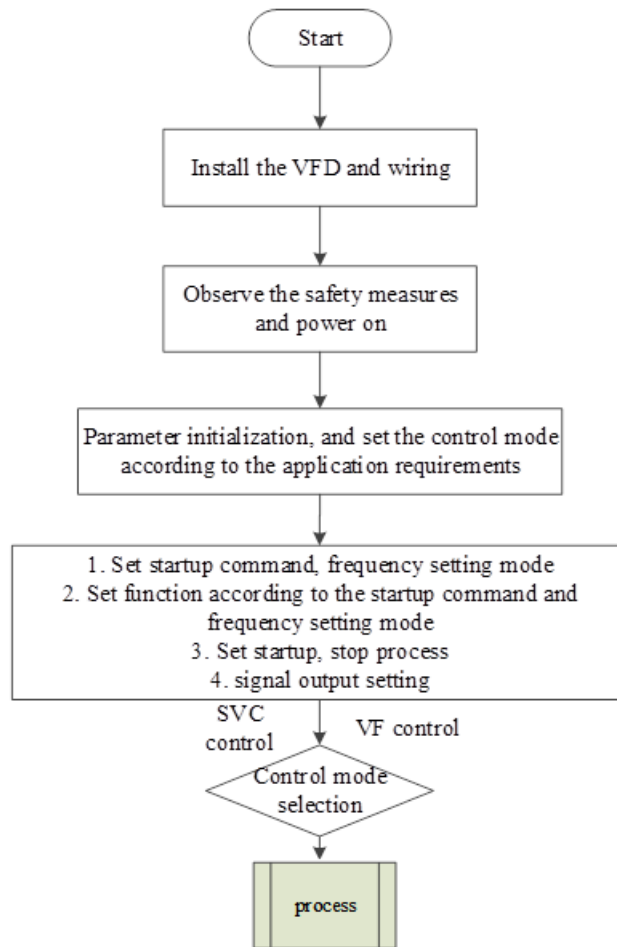 Start
Install the VFD and wiring
Observe the safety measures
and power on
Parameter initialization, and set the control mode
according to the application requirements
1. Set startup command, frequency setting mode
2. Set function according to the startup command and
frequency setting mode
3. Set startup, stop process
4. signal output setting
SVC
control
VF control
Control mode
selection
process